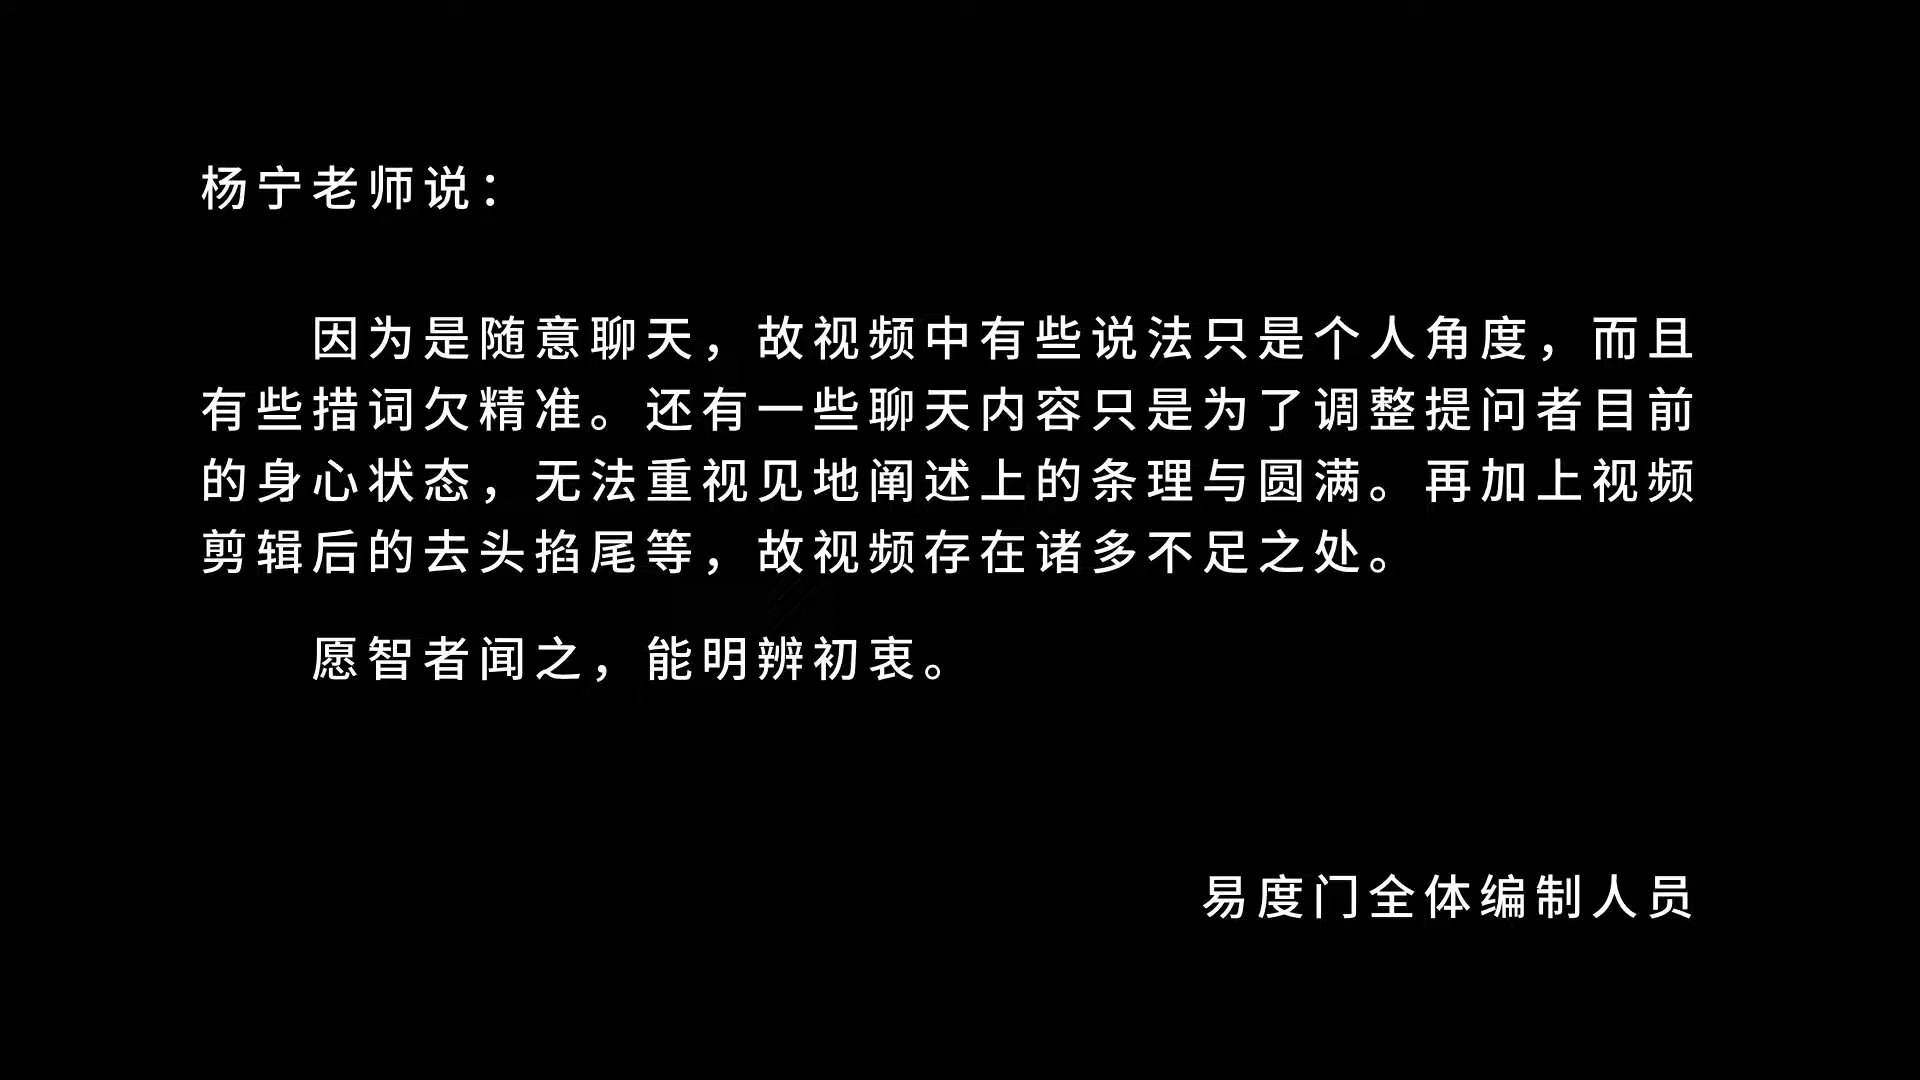 杨宁老师说：
因为是随意聊天，故视频中有些说法只是个人角度，而且
有些措词欠精准。还有一些聊天内容只是为了调整提问者目前
的身心状态，无法重视见地阐述上的条理与圆满。再加上视频
剪辑后的去头掐尾等，故视频存在诸多不足之处。
愿智者闻之，能明辨初衷。
易度门全体编制人员